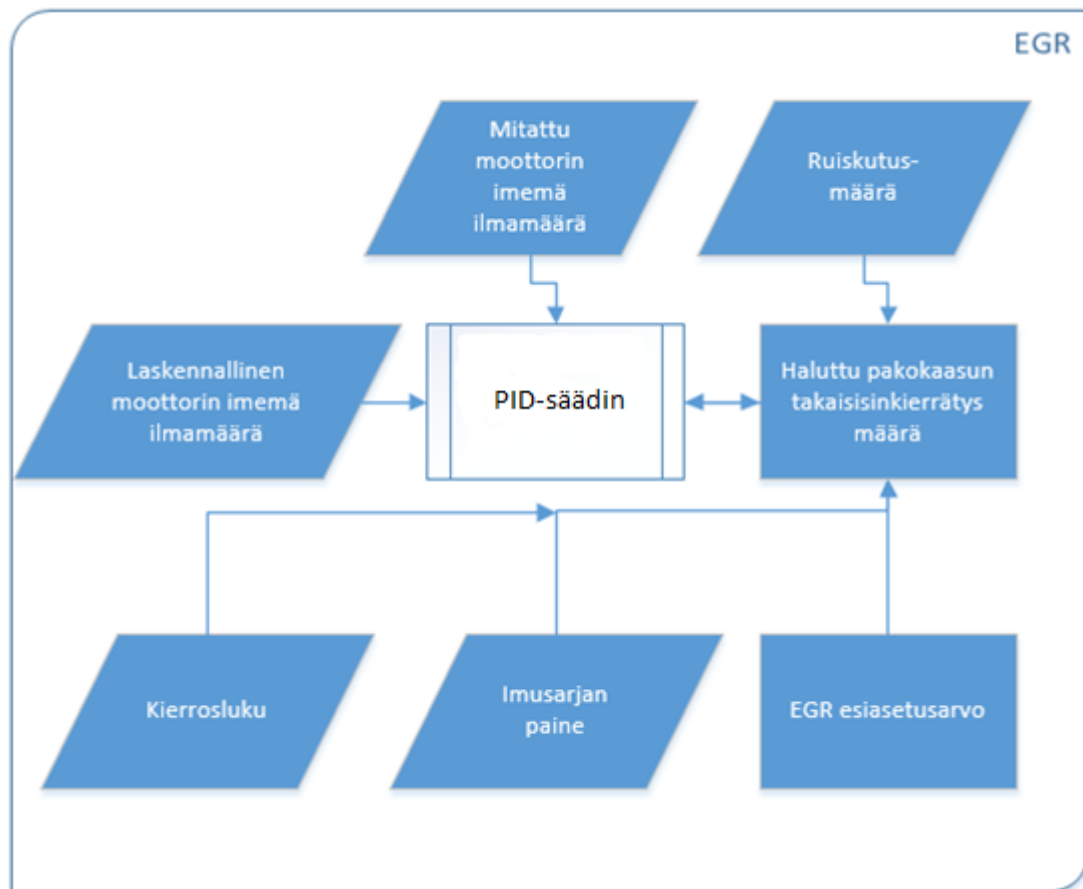 EGR
Mitattu
moottorin
imemä
ilmamäärä
Ruiskutus-
määrä
Laskennallinen
moottorin imemä
ilmamäärä
PID-säädin
Haluttu pakokaasun
takaisisinkierrätys
määrä
Kierrosluku
Imusarjan
paine
EGR esiasetusarvo